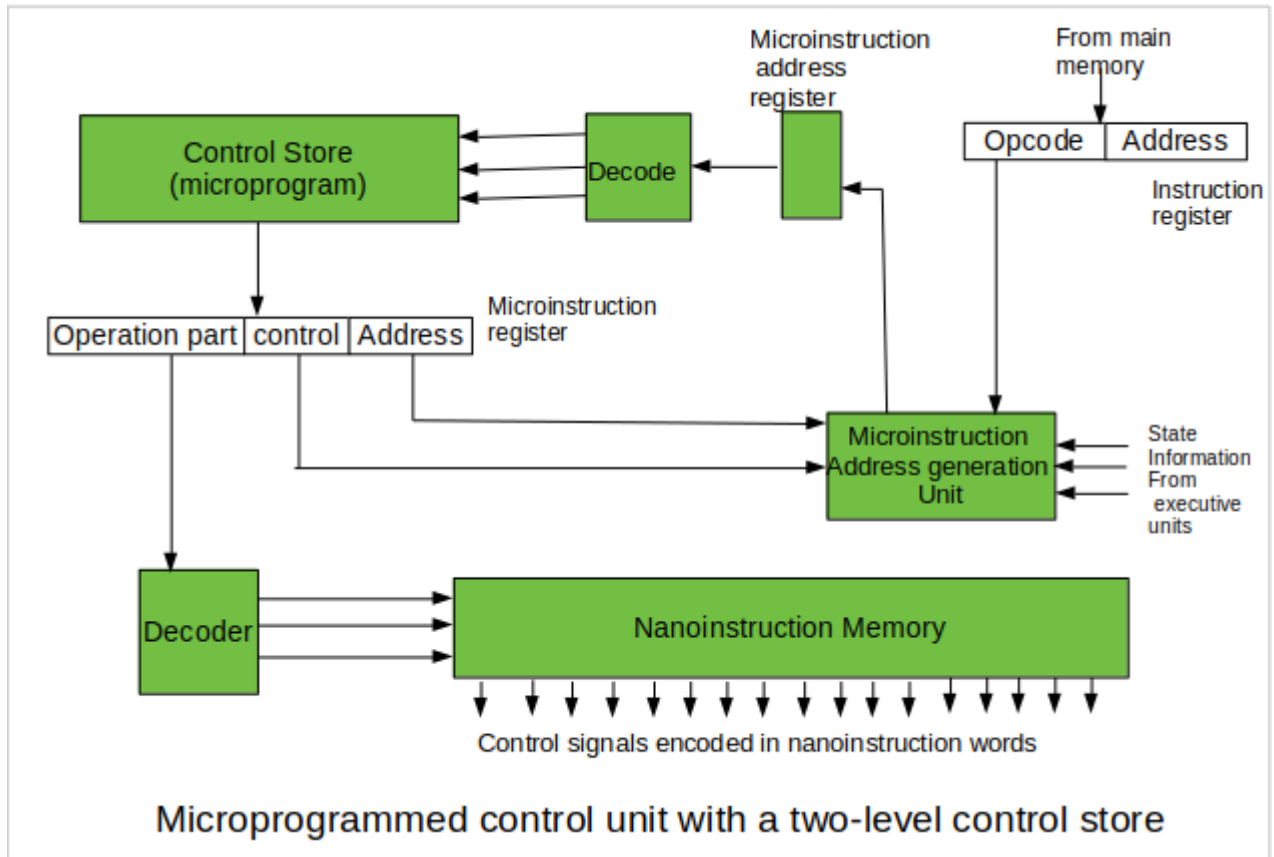 Microinstruction
address
register
From main
memory
Control Store
(microprogram)
Decode
Opcode
Address
Instruction
register
Microinstruction
register
Operation part
control
Address
Microinstruction
Address generation
Unit
State
Information
From
executive
units
Decoder
Nanoinstruction Memory
Control signals encoded in nanoinstruction words
Microprogrammed control unit with a two-level control store